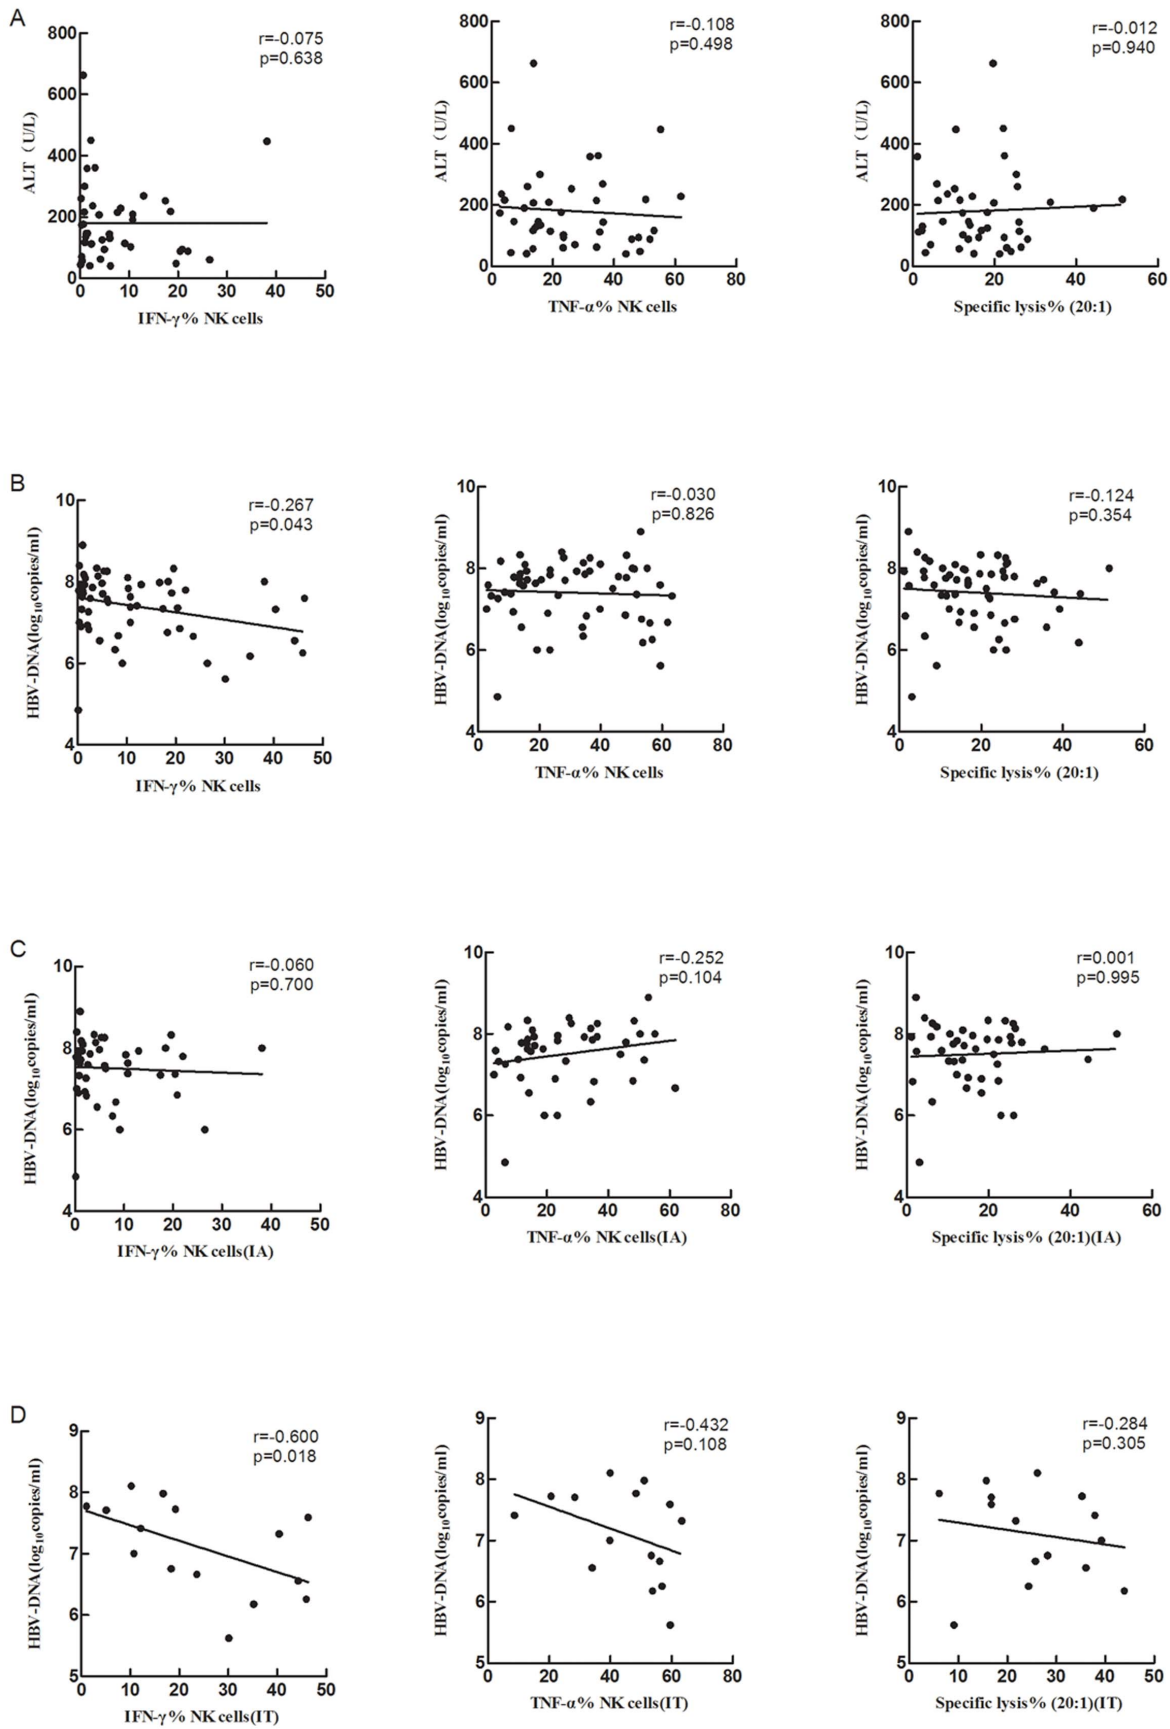 A
r=-0.075
p=0.638
ALT (U/L)
800
600
400
200
0
0 10 20 30 40 50
IFN-γ% NK cells
r=-0.108
p=0.498
ALT (U/L)
800
600
400
200
0
0 20 40 60 80
TNF-α% NK cells
r=-0.012
p=0.940
ALT (U/L)
800
600
400
200
0
0 20 40 60
Specific lysis% (20:1)
B
r=-0.267
p=0.043
HBV-DNA(log10copies/ml)
10
8
6
4
0 10 20 30 40 50
IFN-γ% NK cells
r=-0.030
p=0.826
HBV-DNA(log10copies/ml)
10
8
6
4
0 20 40 60 80
TNF-α% NK cells
r=-0.124
p=0.354
HBV-DNA(log10copies/ml)
10
8
6
4
0 20 40 60
Specific lysis% (20:1)
C
r=-0.060
p=0.700
HBV-DNA(log10copies/ml)
10
8
6
4
0 10 20 30 40 50
IFN-γ% NK cells(IA)
r=-0.252
p=0.104
HBV-DNA(log10copies/ml)
10
8
6
4
0 20 40 60 80
TNF-α% NK cells(IA)
r=0.001
p=0.995
HBV-DNA(log10copies/ml)
10
8
6
4
0 20 40 60
Specific lysis% (20:1)(IA)
D
r=-0.600
p=0.018
HBV-DNA(log10copies/ml)
9
8
7
6
5
0 10 20 30 40 50
IFN-γ% NK cells(IT)
r=-0.432
p=0.108
HBV-DNA(log10copies/ml)
9
8
7
6
5
0 20 40 60 80
TNF-α% NK cells(IT)
r=-0.284
p=0.305
HBV-DNA(log10copies/ml)
9
8
7
6
5
0 10 20 30 40 50
Specific lysis% (20:1)(IT)